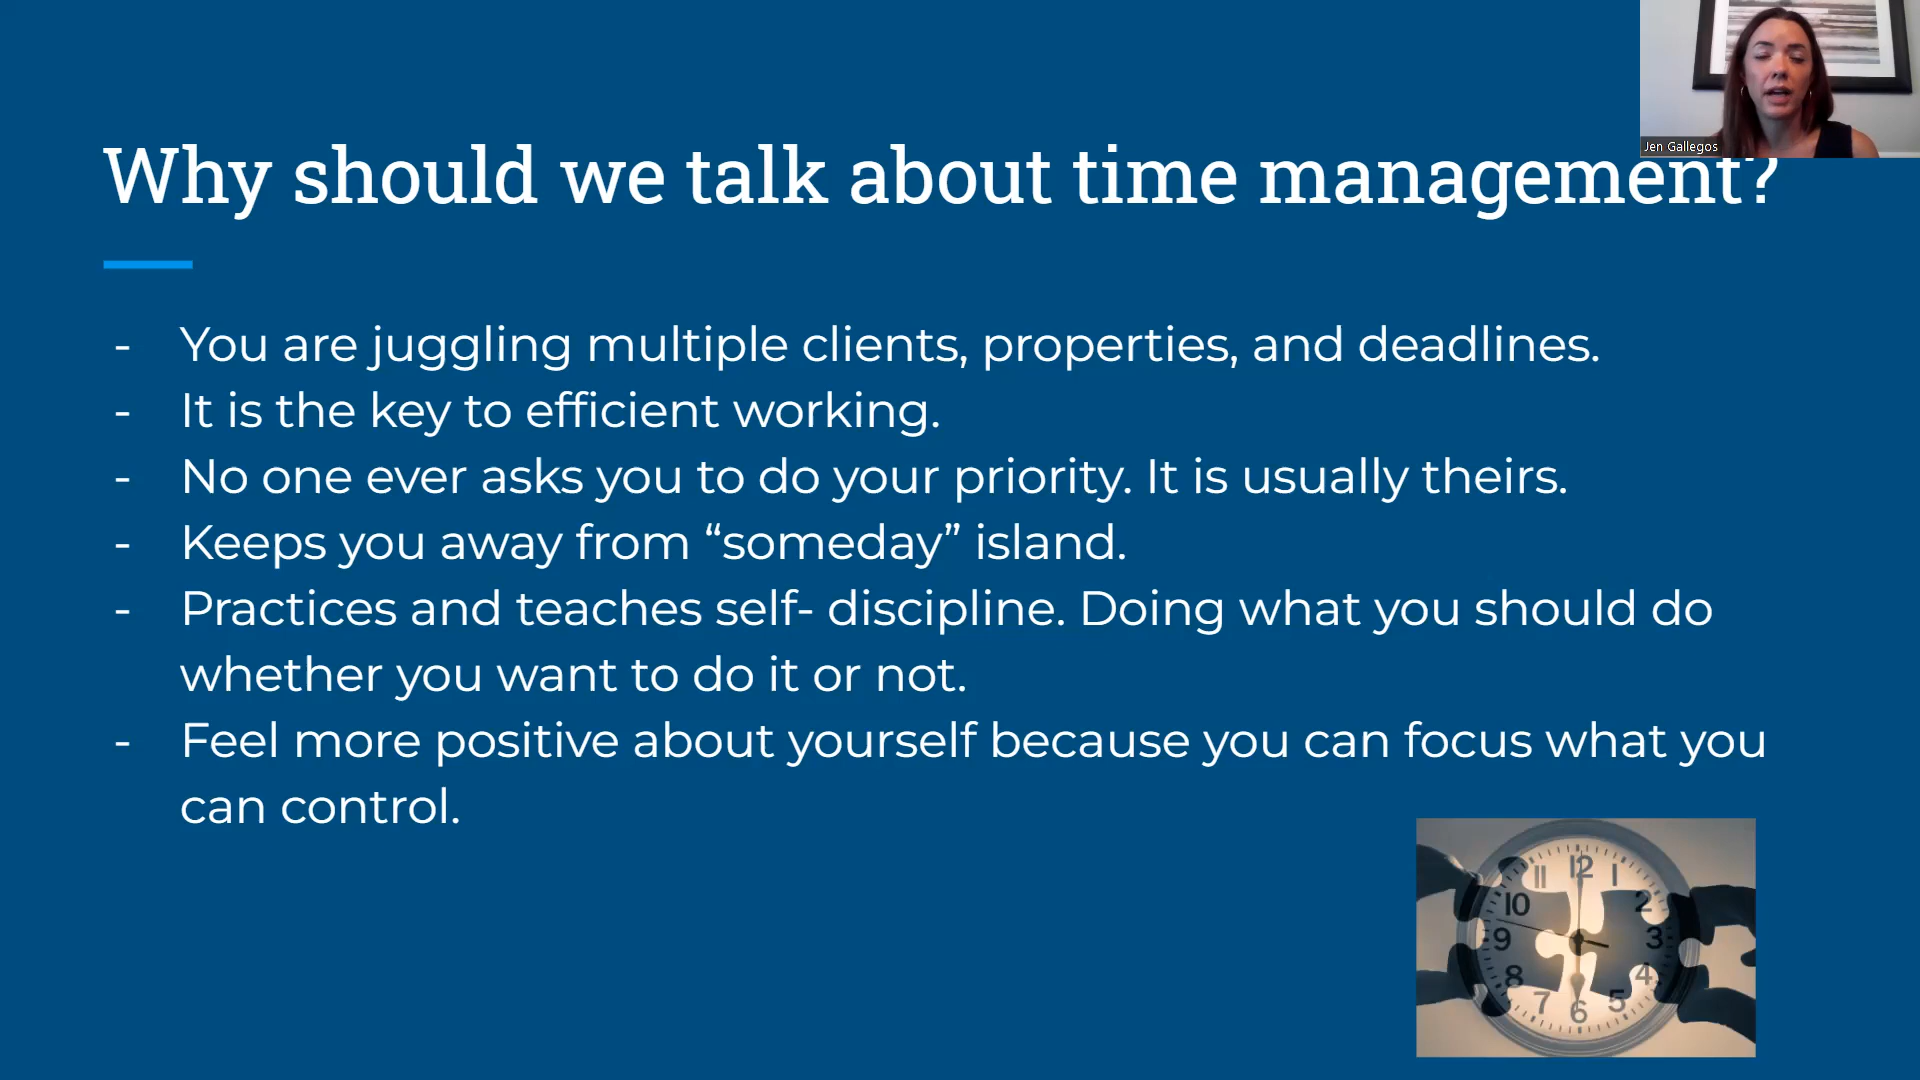 Jen Gallegos
Why should we talk about time management?
- You are juggling multiple clients, properties, and deadlines.
- It is the key to efficient working.
- No one ever asks you to do your priority. It is usually theirs.
- Keeps you away from “someday” island.
- Practices and teaches self- discipline. Doing what you should do
whether you want to do it or not.
- Feel more positive about yourself because you can focus what you
can control.
12
11 1
10 2
9 3
8 4
7 5
6